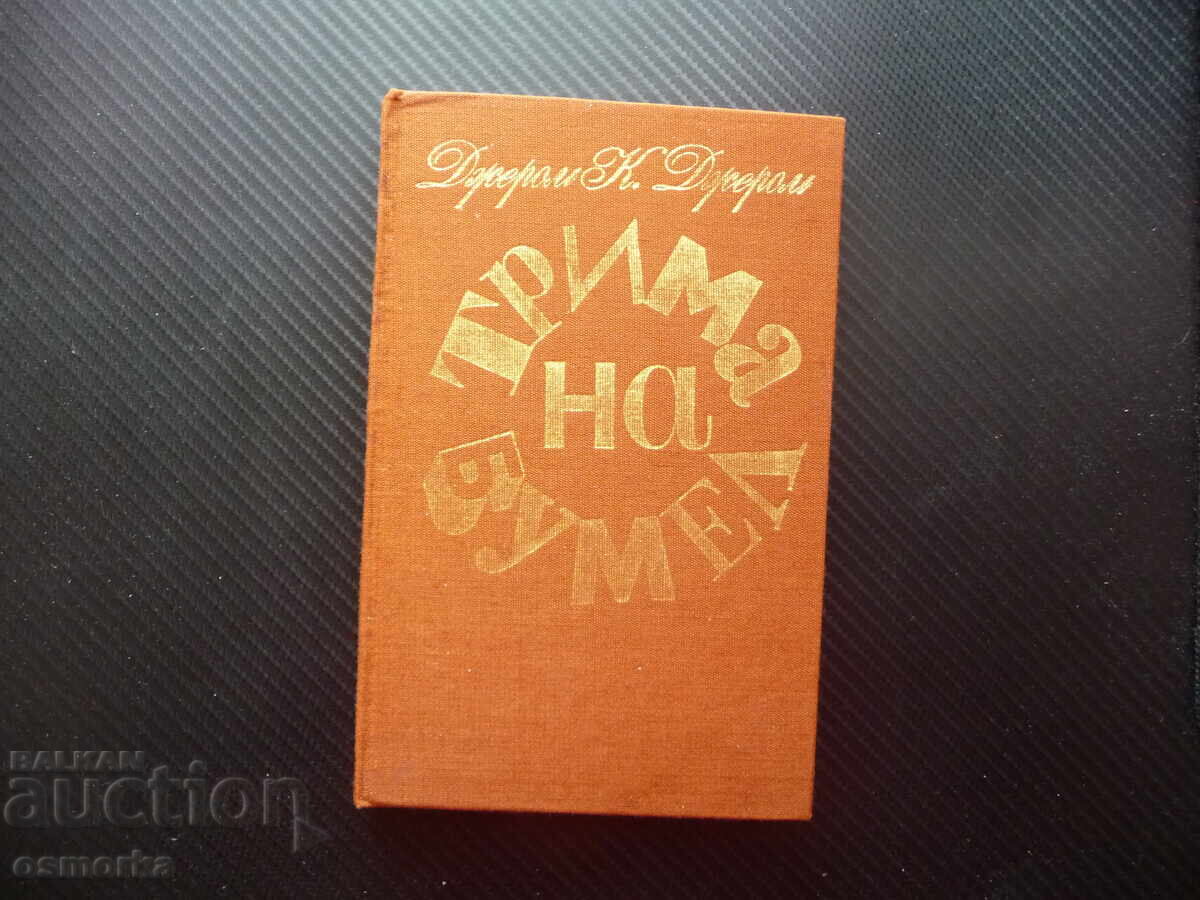 Джером К. Джером
Трима
на
бумел
BALKAN
auction
osmorka